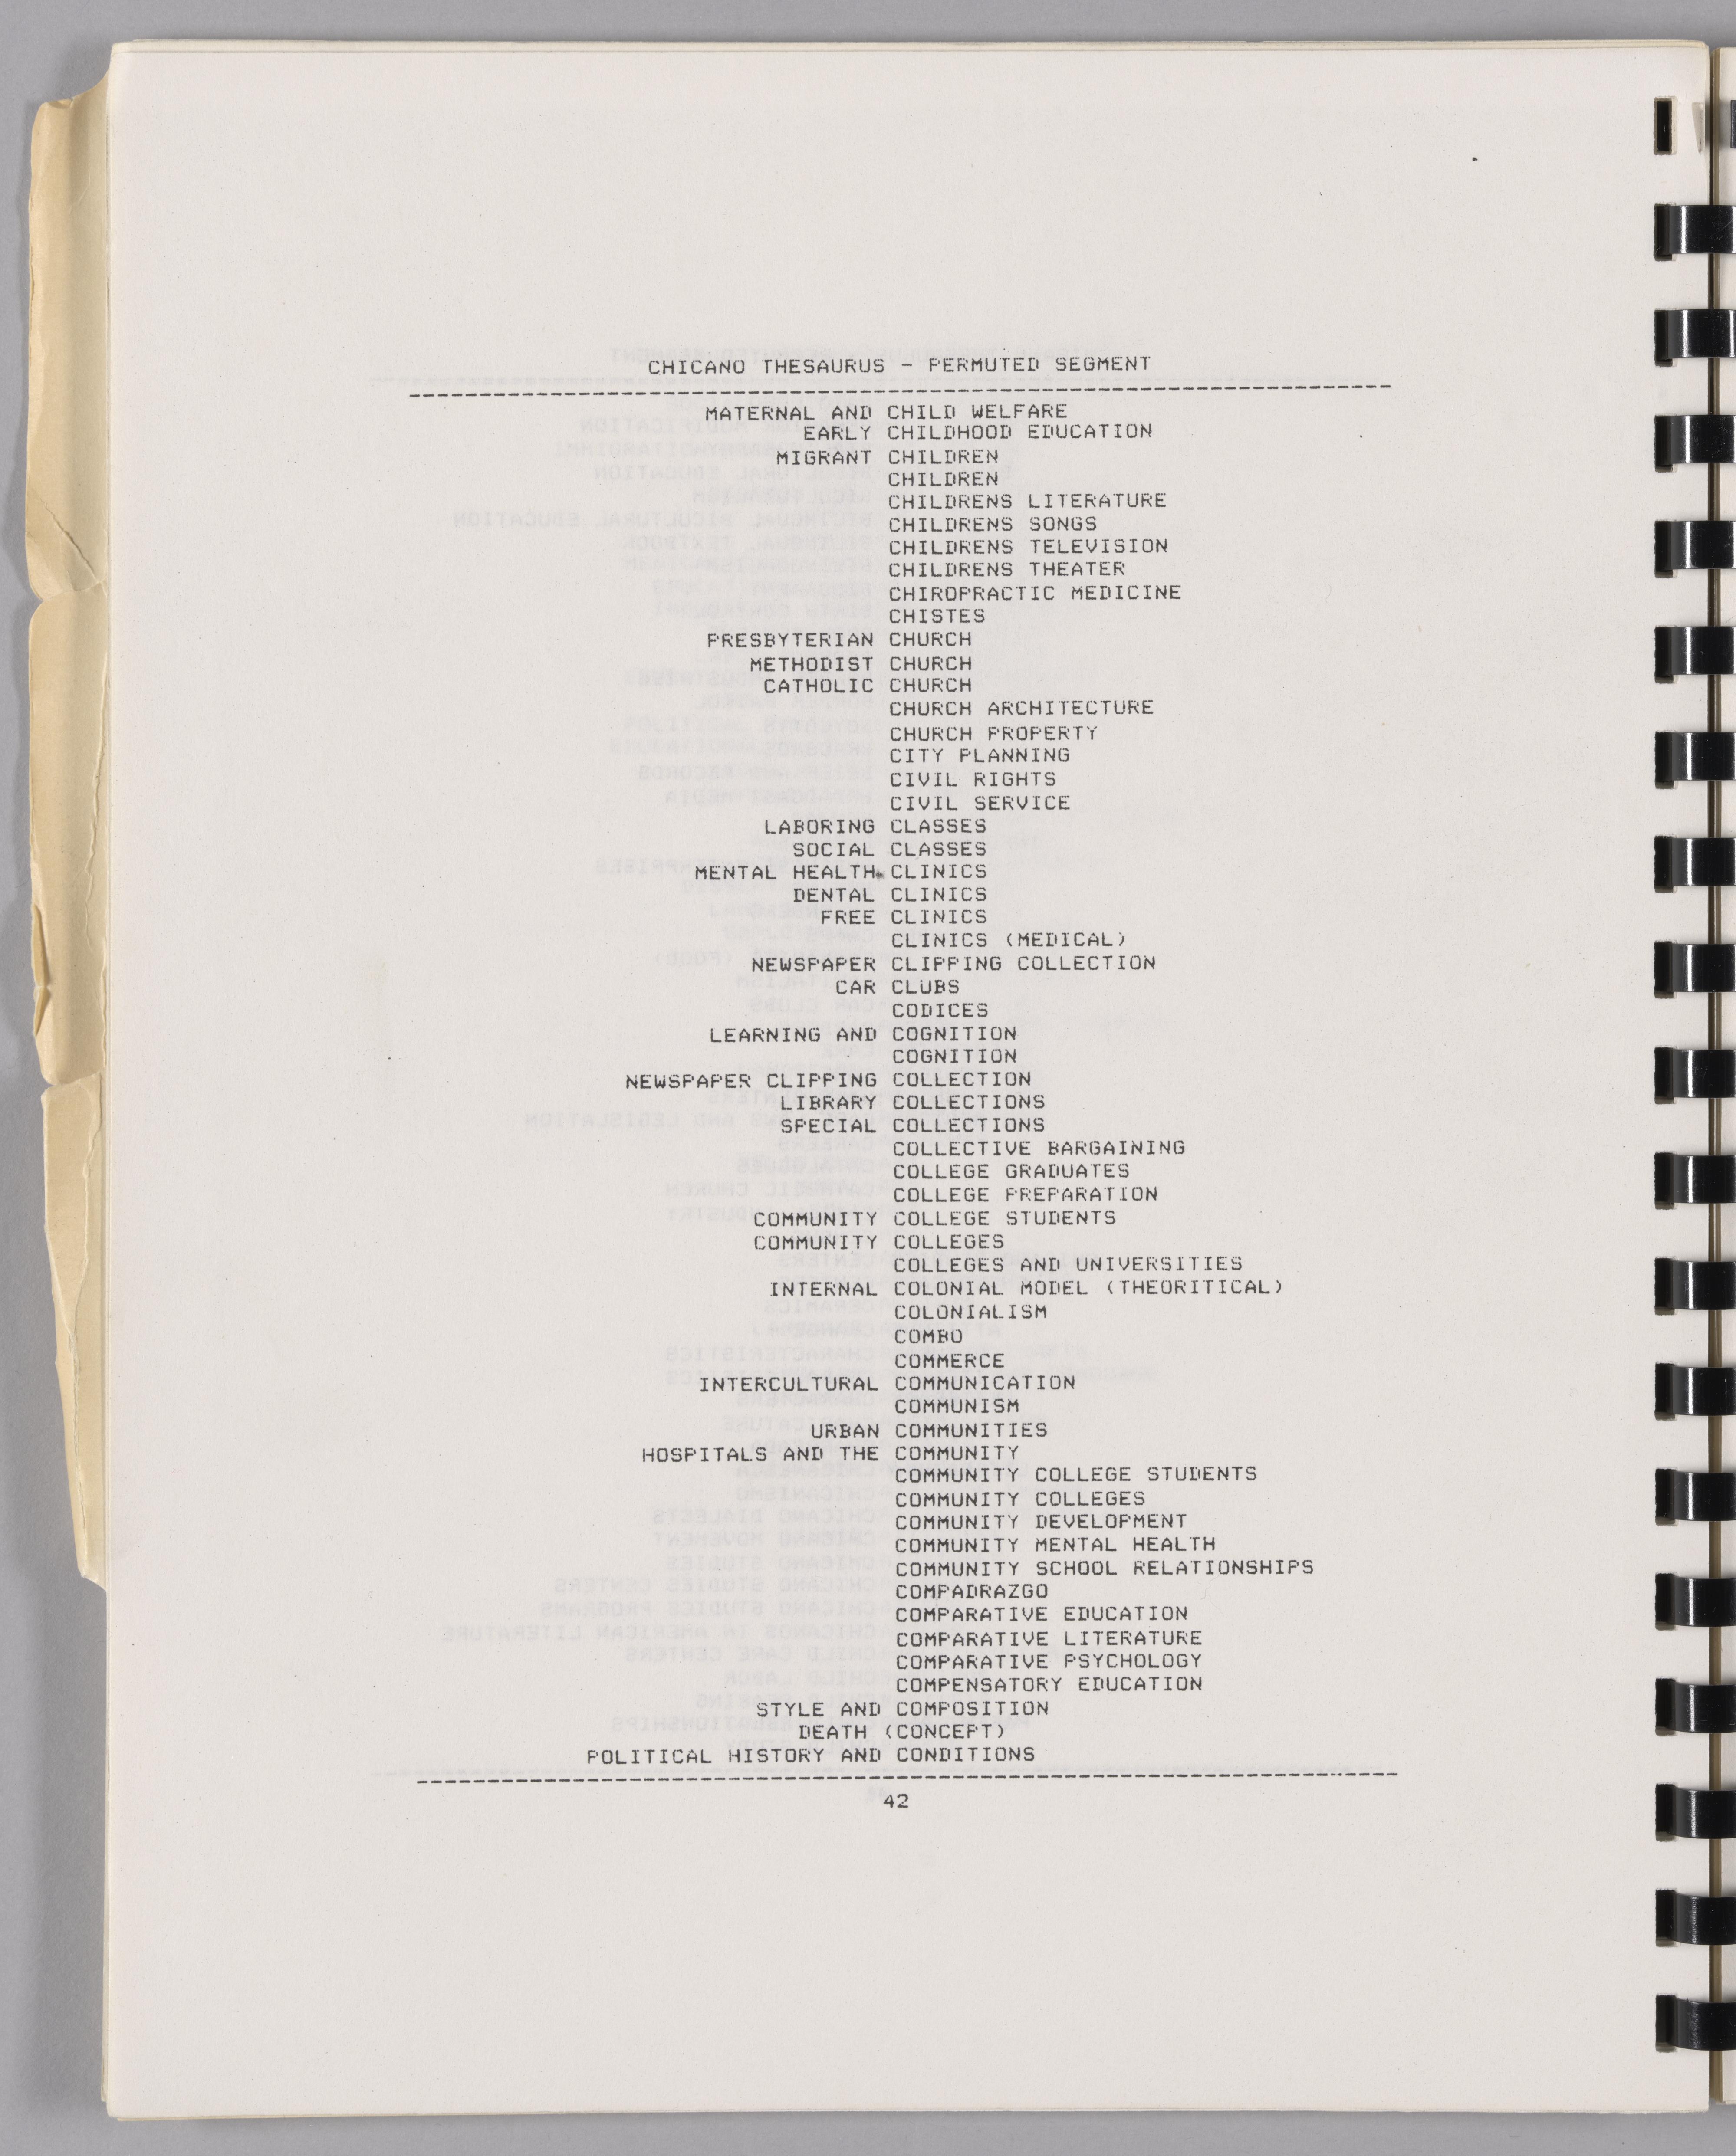 CHICANO THESAURUS - PERMUTED SEGMENT
MATERNAL AND CHILD WELFARE
EARLY CHILDHOOD EDUCATION
MIGRANT CHILDREN
CHILDREN
CHILDRENS LITERATURE
CHILDRENS SONGS
CHILDRENS TELEVISION
CHILDRENS THEATER
CHIROPRACTIC MEDICINE
CHISTES
PRESBYTERIAN CHURCH
METHODIST CHURCH
CATHOLIC CHURCH
CHURCH ARCHITECTURE
CHURCH PROPERTY
CITY PLANNING
CIVIL RIGHTS
CIVIL SERVICE
LABORING CLASSES
SOCIAL CLASSES
MENTAL HEALTH CLINICS
DENTAL CLINICS
FREE CLINICS
CLINICS (MEDICAL)
NEWSPAPER CLIPPING COLLECTION
CAR CLUBS
CODICES
LEARNING AND COGNITION
COGNITION
NEWSPAPER CLIPPING COLLECTION
LIBRARY COLLECTIONS
SPECIAL COLLECTIONS
COLLECTIVE BARGAINING
COLLEGE GRADUATES
COLLEGE PREPARATION
COMMUNITY COLLEGE STUDENTS
COMMUNITY COLLEGES
COLLEGES AND UNIVERSITIES
INTERNAL COLONIAL MODEL (THEORITICAL)
COLONIALISM
COMBO
COMMERCE
INTERCULTURAL COMMUNICATION
COMMUNISM
URBAN COMMUNITIES
HOSPITALS AND THE COMMUNITY
COMMUNITY COLLEGE STUDENTS
COMMUNITY COLLEGES
COMMUNITY DEVELOPMENT
COMMUNITY MENTAL HEALTH
COMMUNITY SCHOOL RELATIONSHIPS
COMPADRAZGO
COMPARATIVE EDUCATION
COMPARATIVE LITERATURE
COMPARATIVE PSYCHOLOGY
COMPENSATORY EDUCATION
STYLE AND COMPOSITION
DEATH (CONCEPT)
POLITICAL HISTORY AND CONDITIONS
42